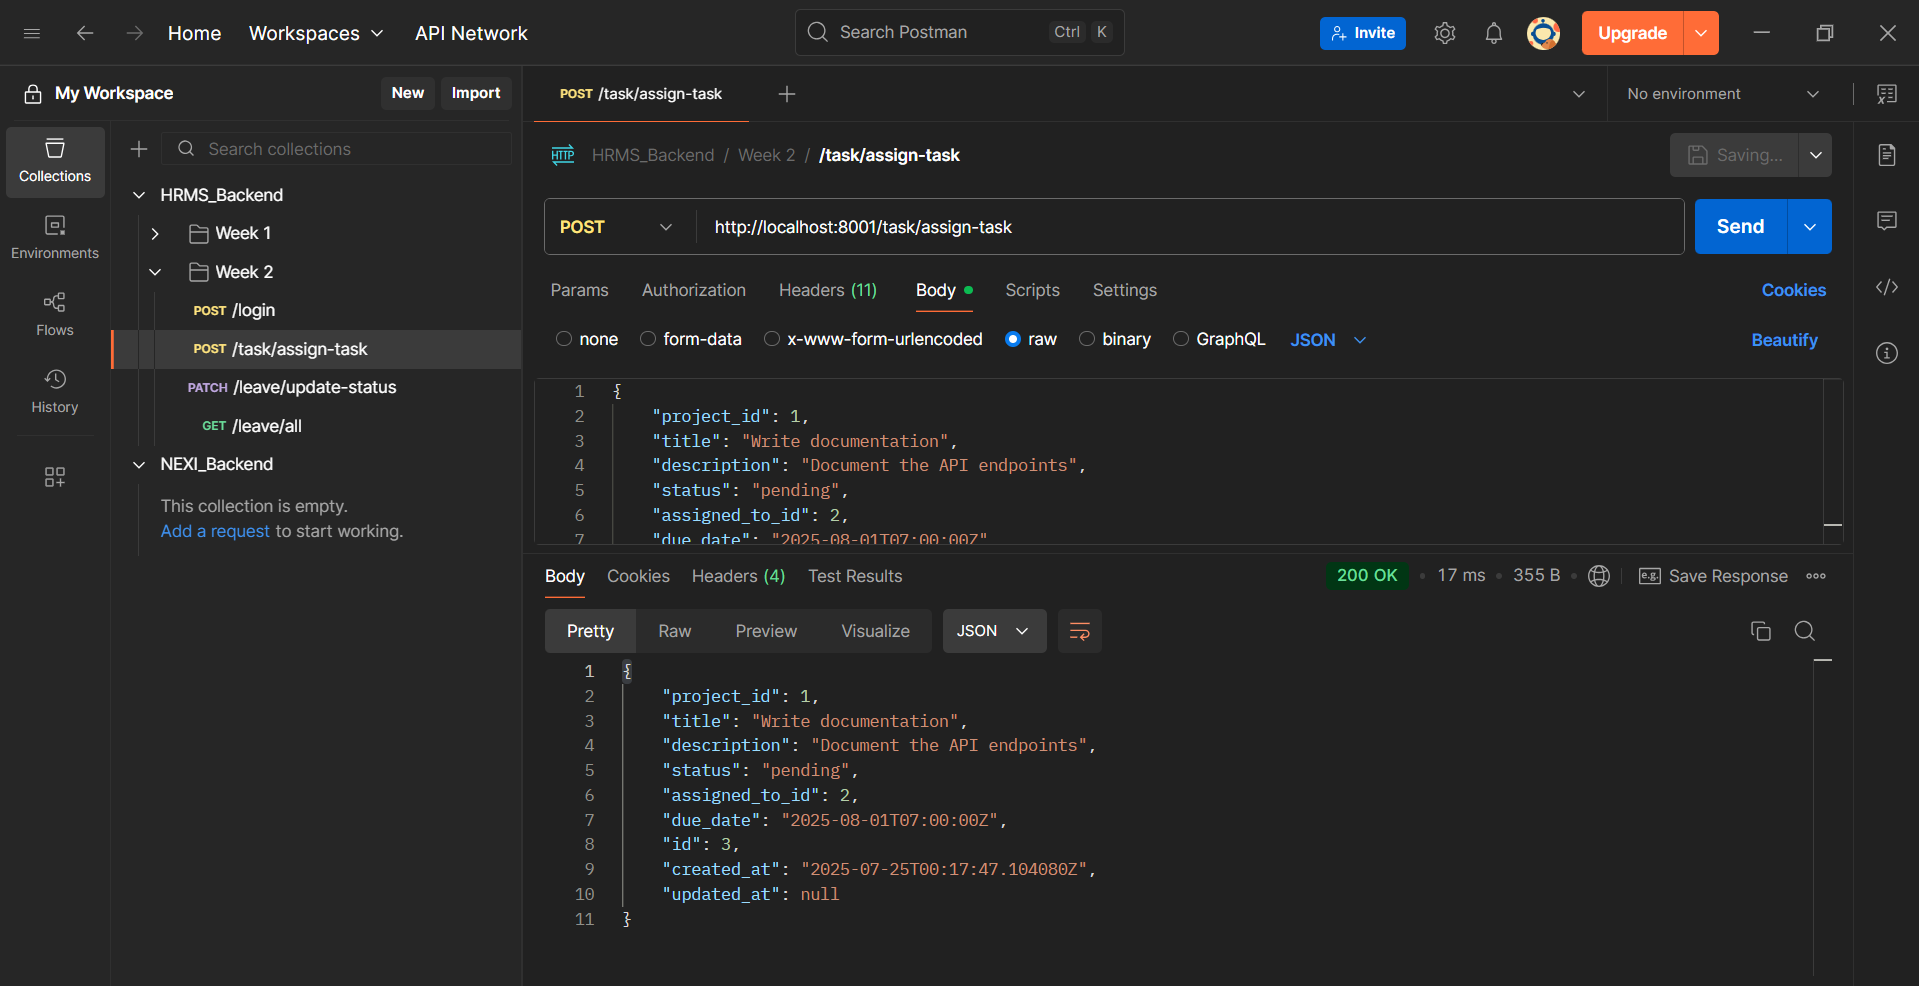 Home Workspaces API Network Search Postman Ctrl K Invite Upgrade
My Workspace New Import
POST /task/assign-task No environment
Search collections
Collections
Environments
Flows
History
HRMS_Backend
Week 1
Week 2
POST /login
POST /task/assign-task
PATCH /leave/update-status
GET /leave/all
NEXI_Backend
This collection is empty.
Add a request to start working.
HTTP HRMS_Backend / Week 2 / /task/assign-task Saving...
POST http://localhost:8001/task/assign-task Send
Params Authorization Headers (11) Body Scripts Settings Cookies
none form-data x-www-form-urlencoded raw binary GraphQL JSON Beautify
1 {
2 "project_id": 1,
3 "title": "Write documentation",
4 "description": "Document the API endpoints",
5 "status": "pending",
6 "assigned_to_id": 2,
7 "due_date": "2025-08-01T07:00:00Z"
Body Cookies Headers (4) Test Results 200 OK • 17 ms • 355 B • e.g. Save Response
Pretty Raw Preview Visualize JSON
1 {
2 "project_id": 1,
3 "title": "Write documentation",
4 "description": "Document the API endpoints",
5 "status": "pending",
6 "assigned_to_id": 2,
7 "due_date": "2025-08-01T07:00:00Z",
8 "id": 3,
9 "created_at": "2025-07-25T00:17:47.104080Z",
10 "updated_at": null
11 }